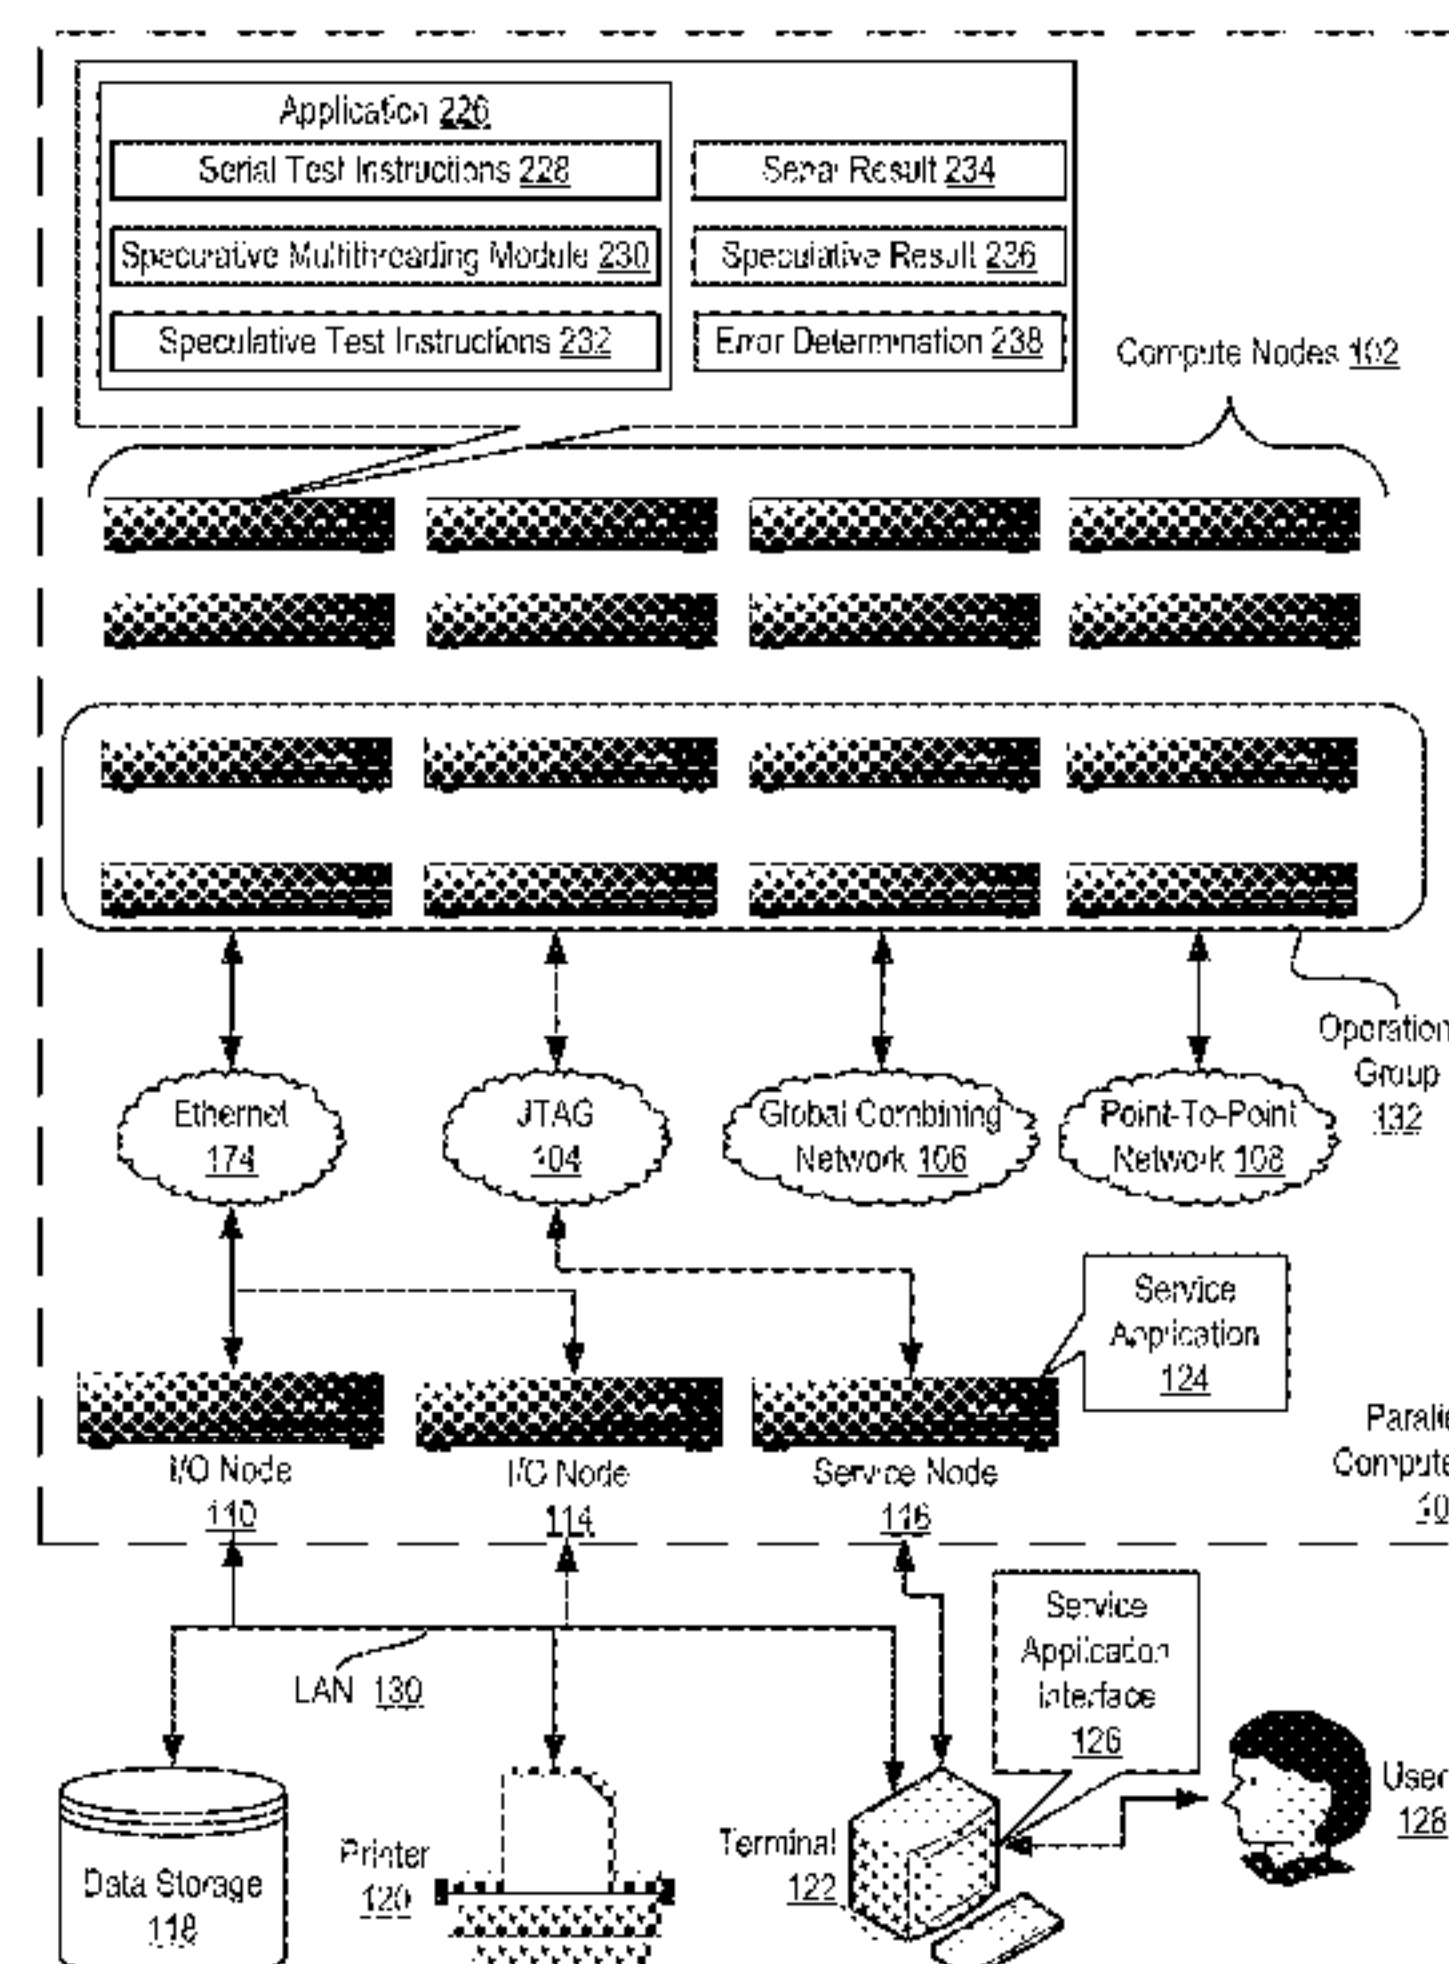 Application 226
Serial Test Instructions 228
Serial Result 234
Speculative Multithreading Module 230
Speculative Result 236
Speculative Test Instructions 232
Error Determination 238
Compute Nodes 102
Operation
Group
132
Ethernet
174
JTAG
104
Global Combining
Network 106
Point-To-Point
Network 108
Service
Application
124
I/O Node
110
I/O Node
114
Service Node
116
Paralle
Compute
10
Service
Application
Interface
126
LAN 130
User
128
Data Storage
118
Printer
120
Terminal
122